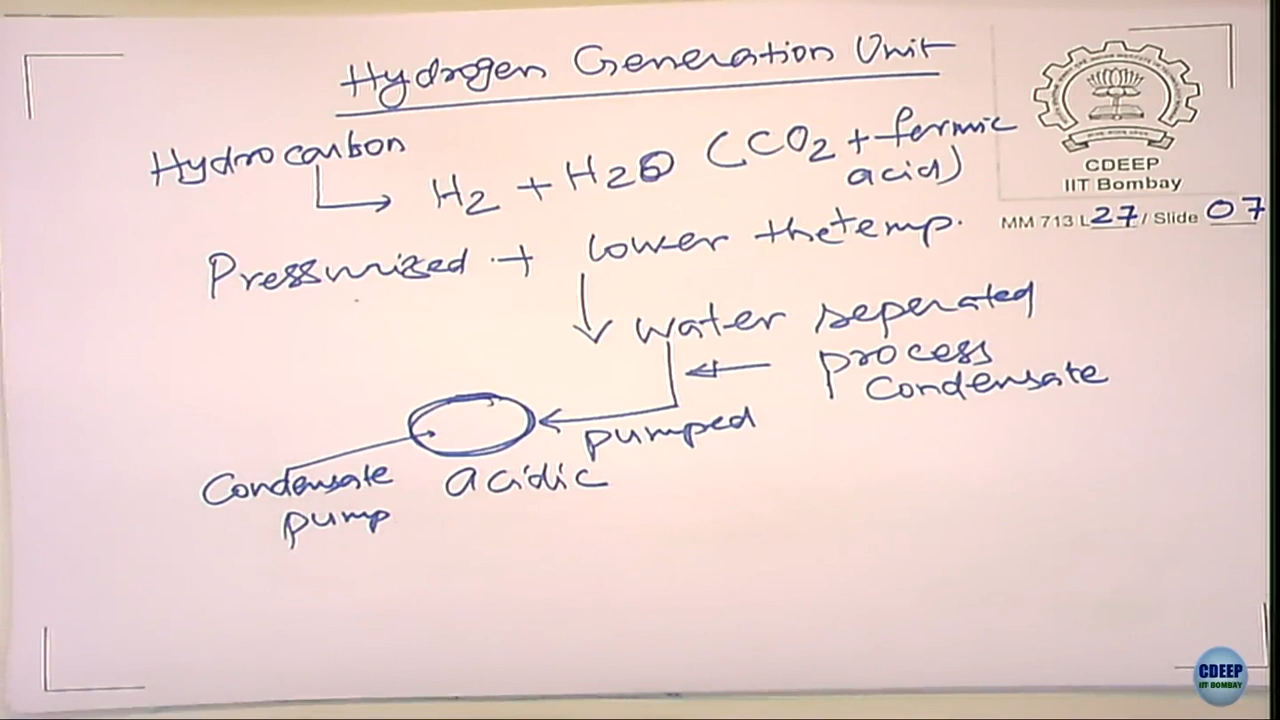 Hydrogen Generation Unit
Hydrocarbon
H2 + H2O (CO2 + formic
acid)
CDEEP
IIT Bombay
MM 713 L27 / Slide 07
Pressurized + lower the temp.
water seperated
process
condensate
pumped
Condensate
pump
acidic
CDEEP
IIT BOMBAY